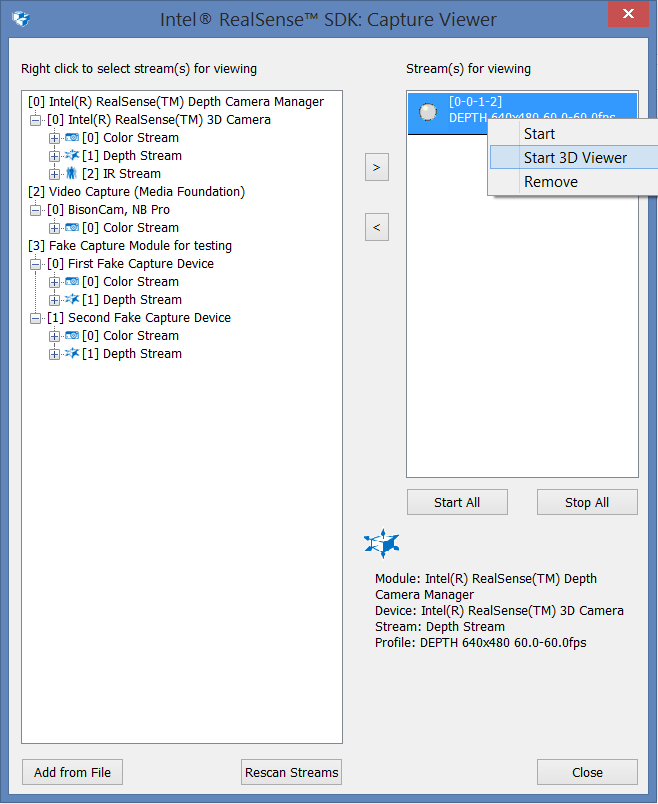 Intel® RealSense™ SDK: Capture Viewer
Right click to select stream(s) for viewing
[0] Intel(R) RealSense(TM) Depth Camera Manager
[0] Intel(R) RealSense(TM) 3D Camera
[0] Color Stream
[1] Depth Stream
[2] IR Stream
[2] Video Capture (Media Foundation)
[0] BisonCam, NB Pro
[0] Color Stream
[3] Fake Capture Module for testing
[0] First Fake Capture Device
[0] Color Stream
[1] Depth Stream
[1] Second Fake Capture Device
[0] Color Stream
[1] Depth Stream
>
<
Stream(s) for viewing
[0-0-1-2]
DEPTH 640x480 60.0-60.0fps
Start
Start 3D Viewer
Remove
Start All
Stop All
Module: Intel(R) RealSense(TM) Depth
Camera Manager
Device: Intel(R) RealSense(TM) 3D Camera
Stream: Depth Stream
Profile: DEPTH 640x480 60.0-60.0fps
Add from File
Rescan Streams
Close